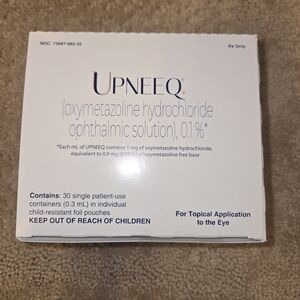 NDC: 73687-062-32
Rx Only
UPNEEQ®
(oxymetazoline hydrochloride
ophthalmic solution), 0.1%*
*Each mL of UPNEEQ contains 1 mg of oxymetazoline hydrochloride,
equivalent to 0.9 mg (0.09 %) of oxymetazoline free base
Contains: 30 single patient-use
containers (0.3 mL) in individual
child-resistant foil pouches
KEEP OUT OF REACH OF CHILDREN
For Topical Application
to the Eye